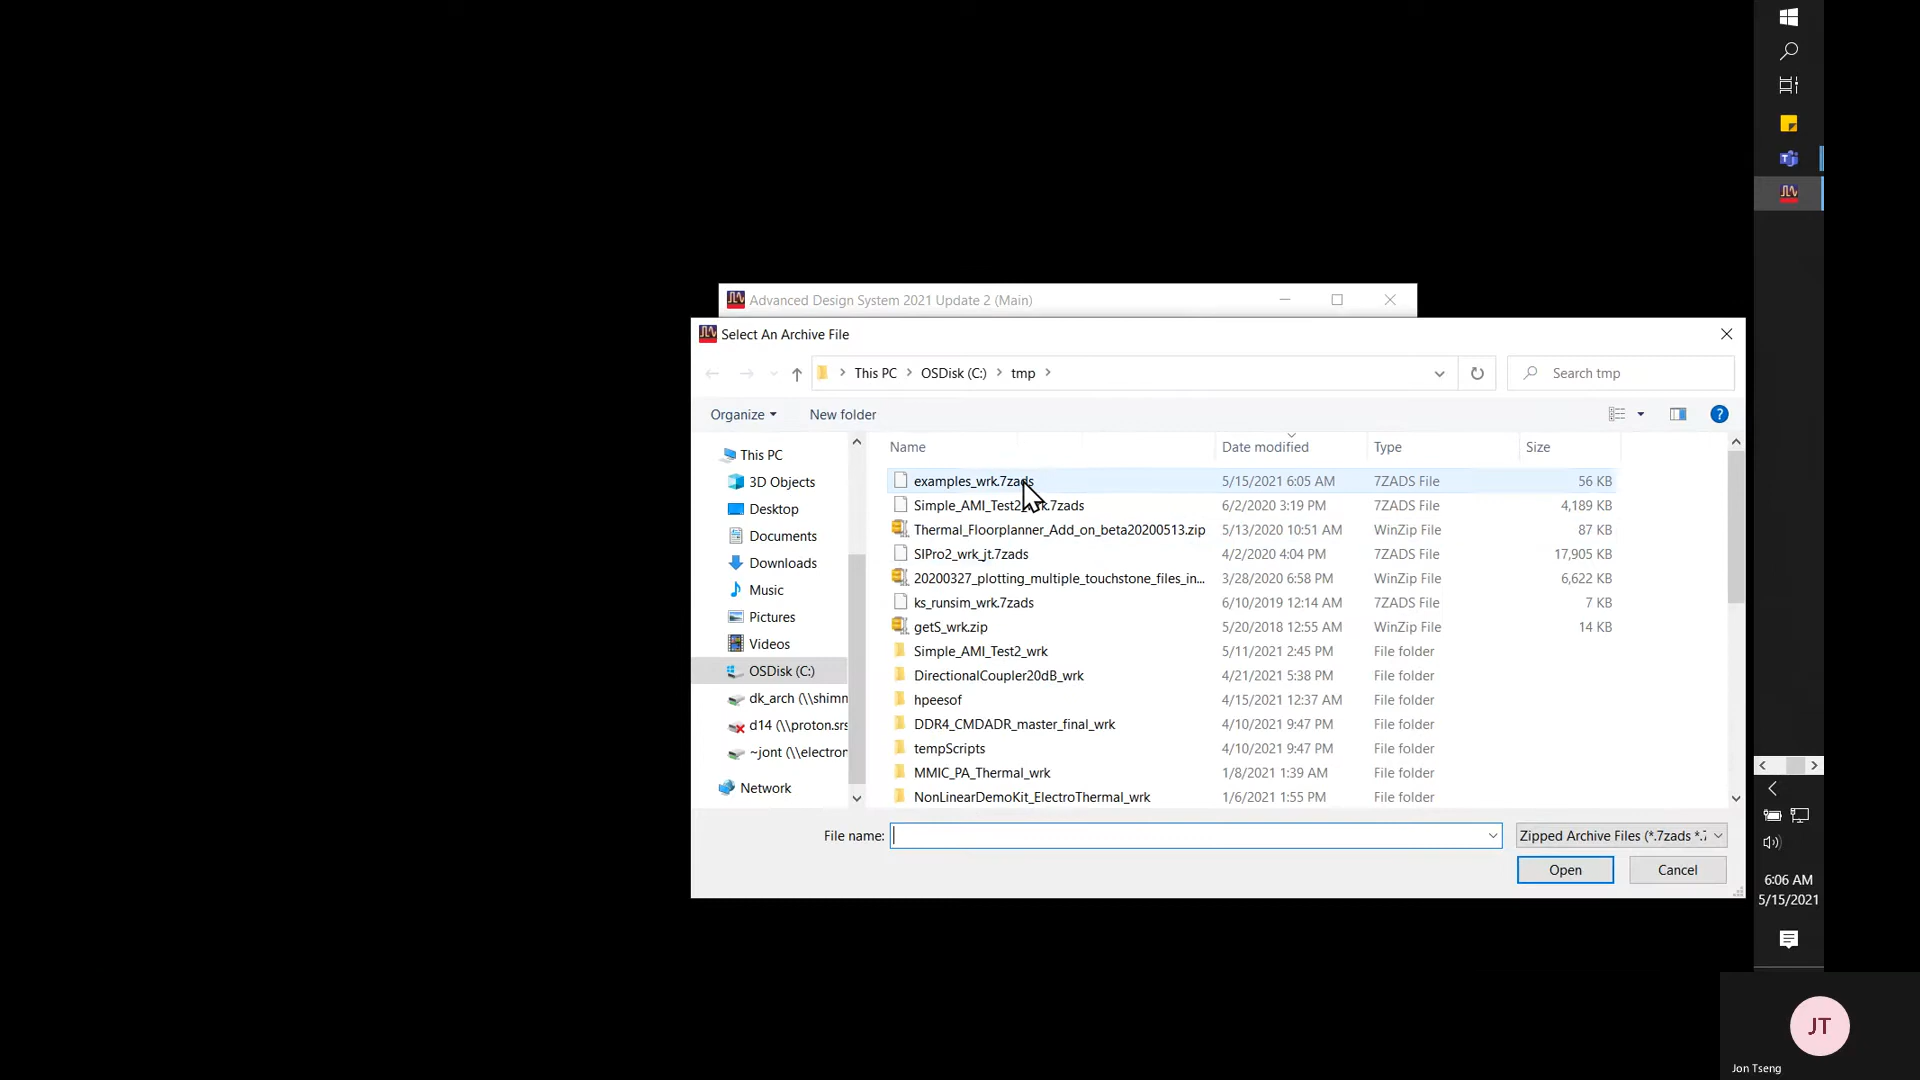 Advanced Design System 2021 Update 2 (Main)
Select An Archive File
This PC > OSDisk (C:) > tmp >
Search tmp
Organize
New folder
Name Date modified Type Size
examples_wrk.7zads 5/15/2021 6:05 AM 7ZADS File 56 KB
Simple_AMI_Test2 rk.7zads 6/2/2020 3:19 PM 7ZADS File 4,189 KB
Thermal_Floorplanner_Add_on_beta20200513.zip 5/13/2020 10:51 AM WinZip File 87 KB
SIPro2_wrk_jt.7zads 4/2/2020 4:04 PM 7ZADS File 17,905 KB
20200327_plotting_multiple_touchstone_files_in... 3/28/2020 6:58 PM WinZip File 6,622 KB
ks_runsim_wrk.7zads 6/10/2019 12:14 AM 7ZADS File 7 KB
getS_wrk.zip 5/20/2018 12:55 AM WinZip File 14 KB
Simple_AMI_Test2_wrk 5/11/2021 2:45 PM File folder
DirectionalCoupler20dB_wrk 4/21/2021 5:38 PM File folder
hpeesof 4/15/2021 12:37 AM File folder
DDR4_CMDADR_master_final_wrk 4/10/2021 9:47 PM File folder
tempScripts 4/10/2021 9:47 PM File folder
MMIC_PA_Thermal_wrk 1/8/2021 1:39 AM File folder
NonLinearDemoKit_ElectroThermal_wrk 1/6/2021 1:55 PM File folder
This PC
3D Objects
Desktop
Documents
Downloads
Music
Pictures
Videos
OSDisk (C:)
dk_arch (\\shimn
d14 (\\proton.srs
~jont (\\electror
Network
File name:
Zipped Archive Files (*.7zads *.7
Open
Cancel
6:06 AM
5/15/2021
JT
Jon Tseng